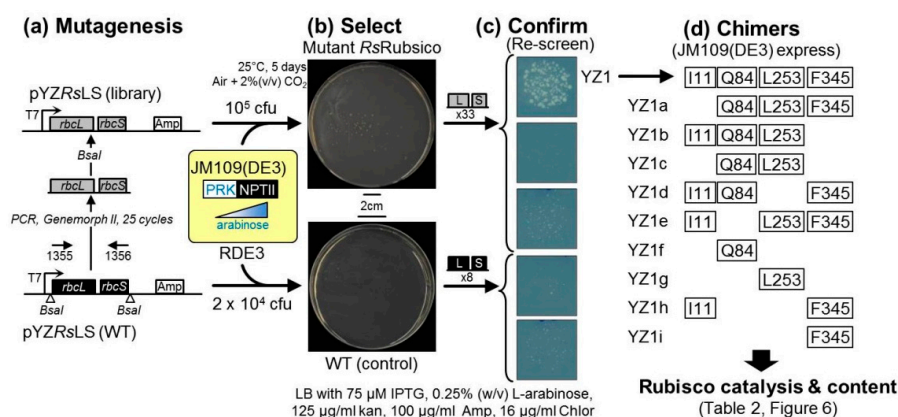 (a) Mutagenesis
pYZRsLS (library)
T7
rbcL
rbcS
Amp
BsaI
rbcL
rbcS
PCR, Genemorph II, 25 cycles
1355
1356
T7
rbcL
rbcS
Amp
BsaI
BsaI
pYZRsLS (WT)
25°C, 5 days
Air + 2%(v/v) CO2
10⁵ cfu
JM109(DE3)
PRK NPTII
arabinose
RDE3
2 x 10⁴ cfu
(b) Select
Mutant RsRubsico
2cm
WT (control)
LB with 75 µM IPTG, 0.25% (w/v) L-arabinose,
125 µg/ml kan, 100 µg/ml Amp, 16 µg/ml Chlor
L S
x33
L S
x8
(c) Confirm
(Re-screen)
(d) Chimers
(JM109(DE3) express)
YZ1 I11 Q84 L253 F345
YZ1a Q84 L253 F345
YZ1b I11 Q84 L253
YZ1c Q84 L253
YZ1d I11 Q84 F345
YZ1e I11 L253 F345
YZ1f Q84
YZ1g L253
YZ1h I11 F345
YZ1i F345
Rubisco catalysis & content
(Table 2, Figure 6)